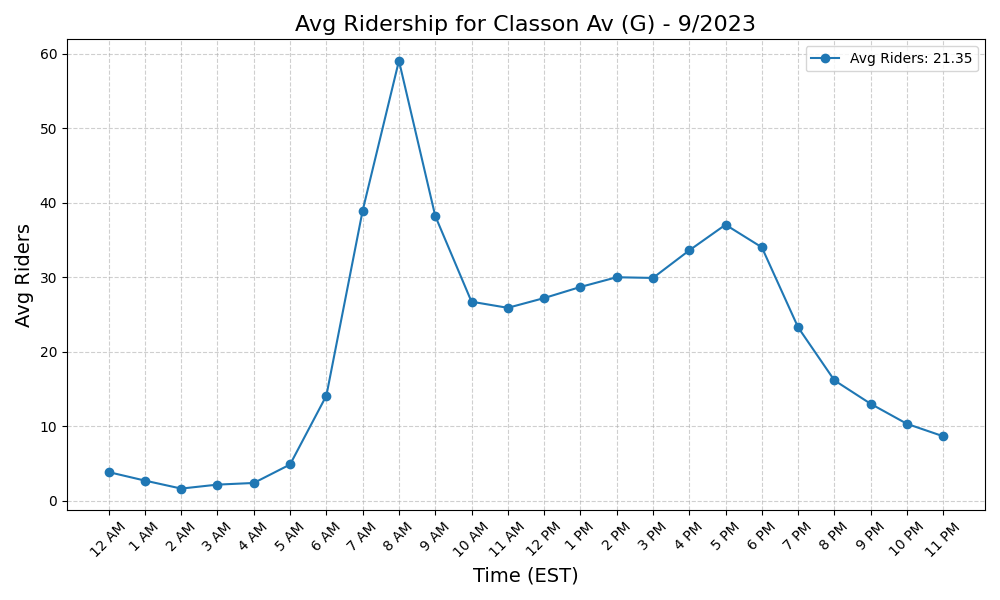 Avg Ridership for Classon Av (G) - 9/2023
Avg Riders: 21.35
Avg Riders
60
50
40
30
20
10
0
12 AM
1 AM
2 AM
3 AM
4 AM
5 AM
6 AM
7 AM
8 AM
9 AM
10 AM
11 AM
12 PM
1 PM
2 PM
3 PM
4 PM
5 PM
6 PM
7 PM
8 PM
9 PM
10 PM
11 PM
Time (EST)